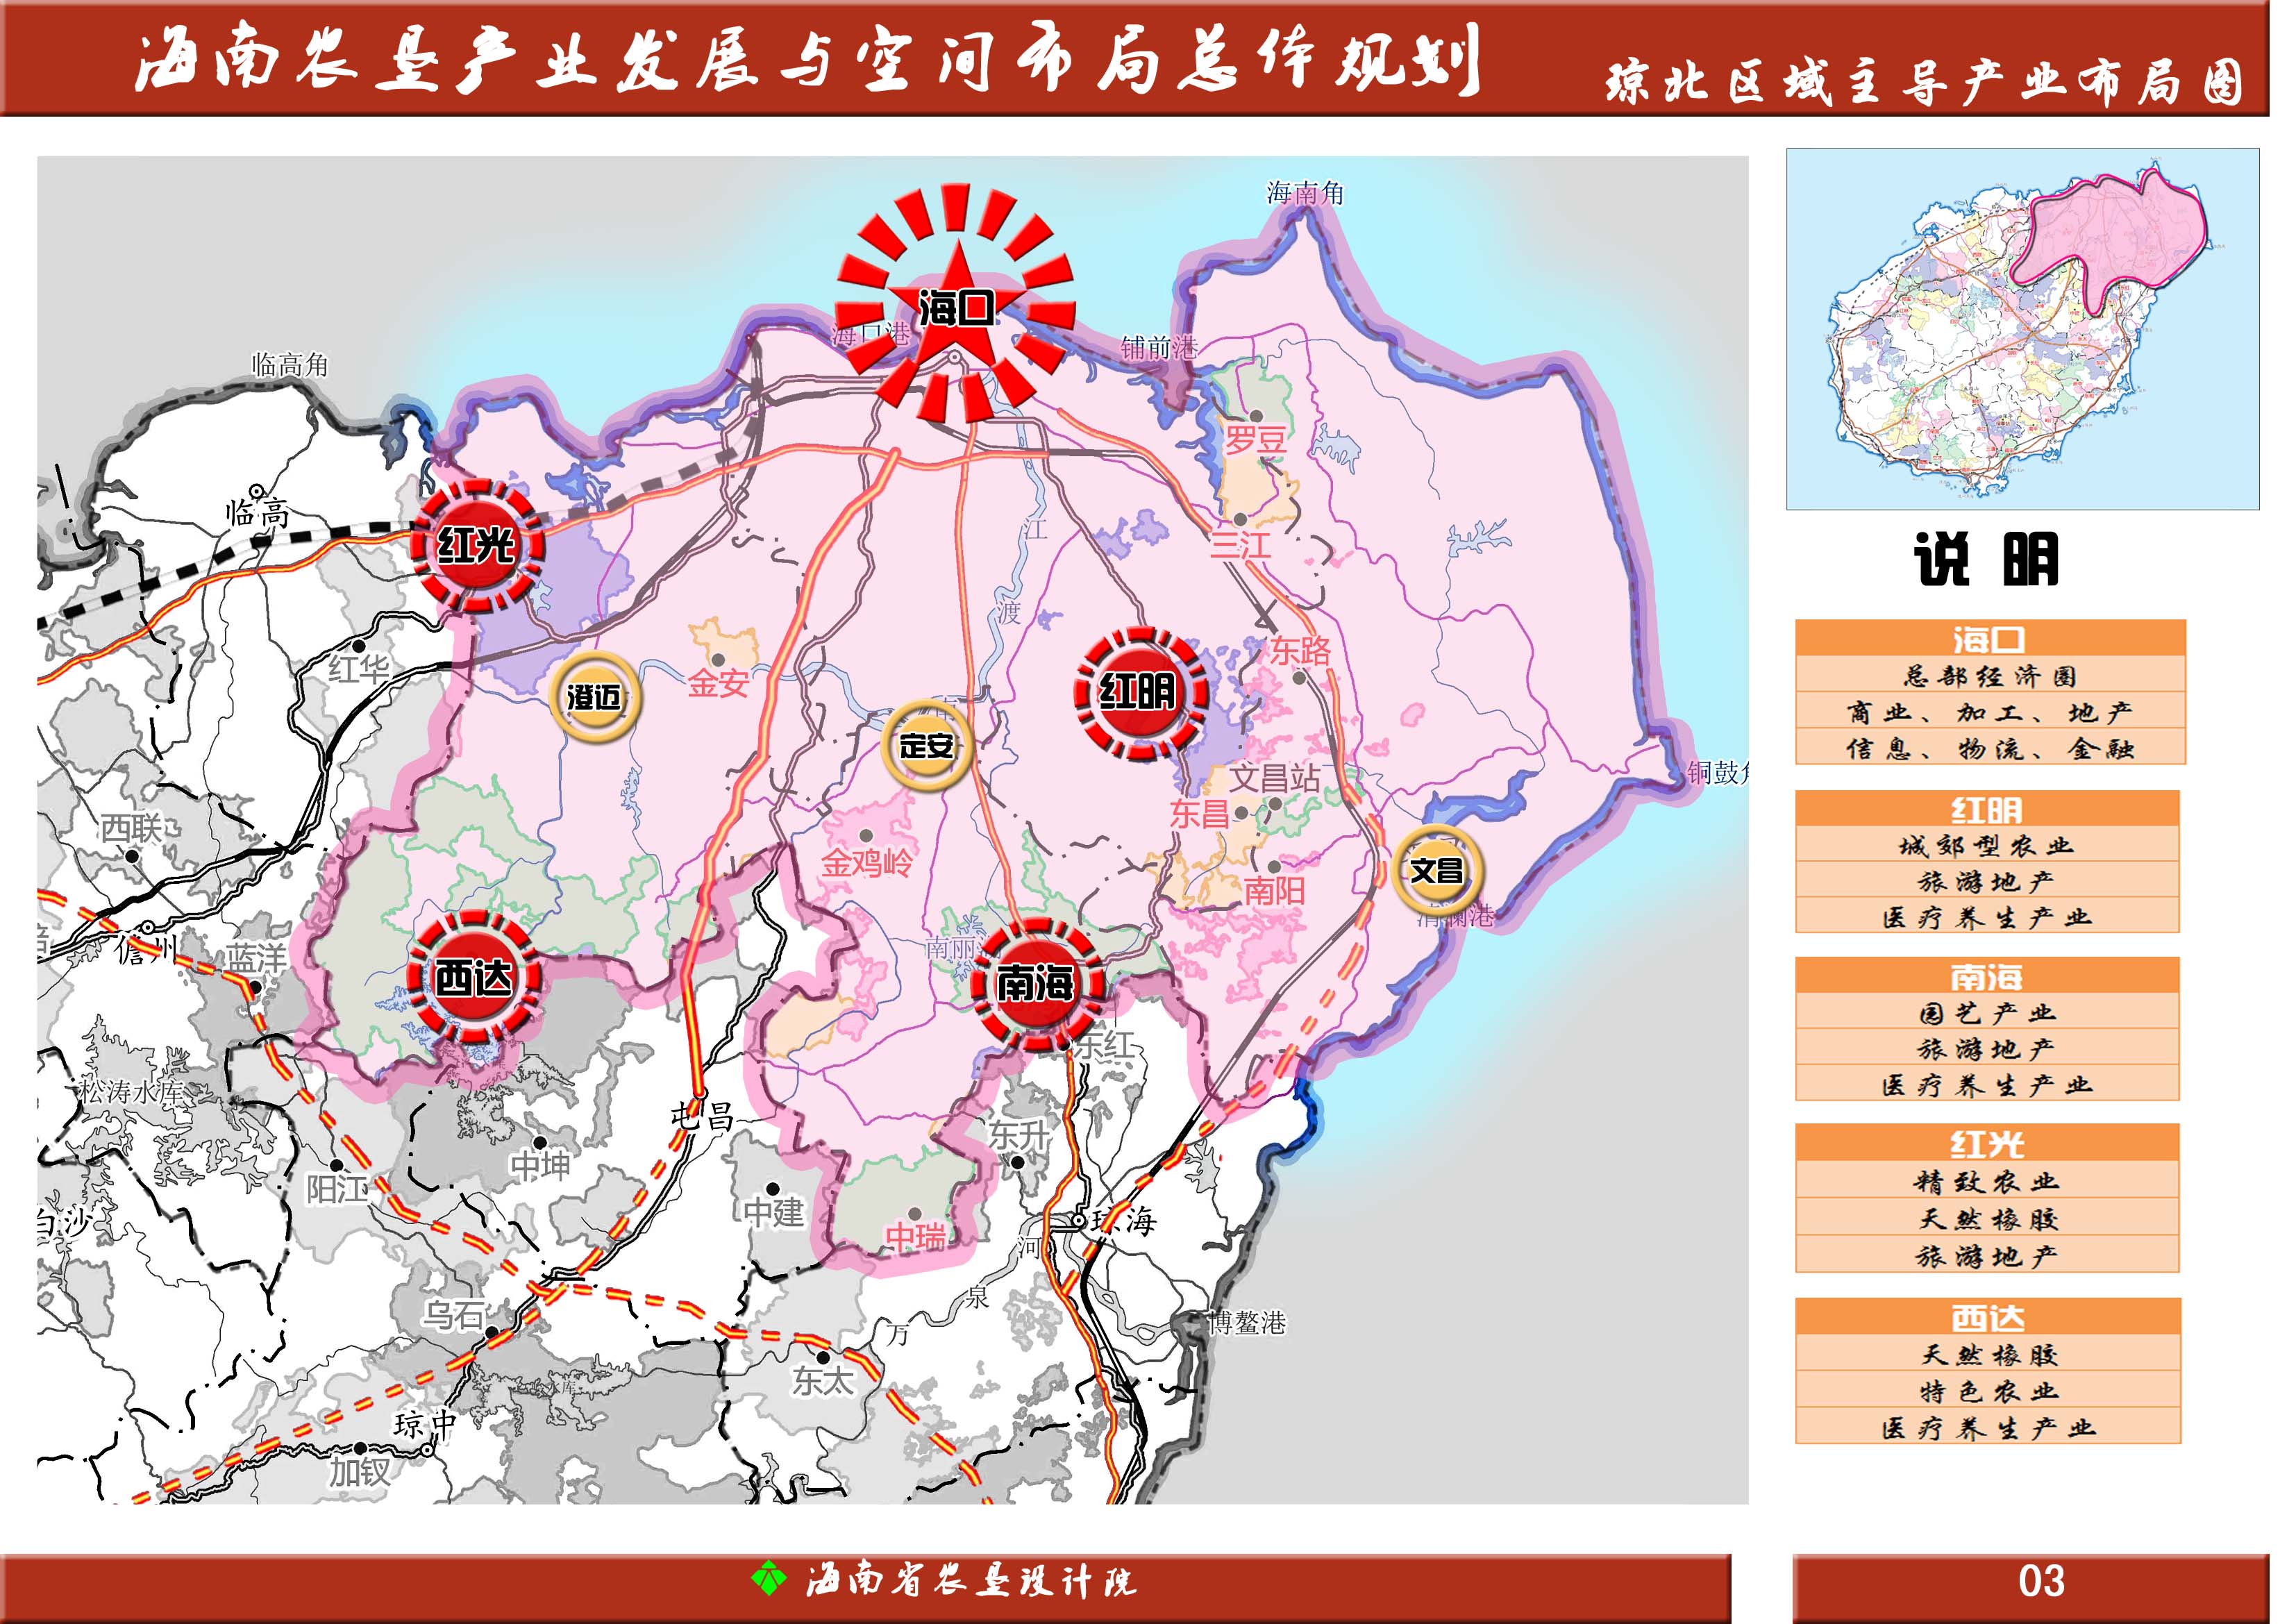 海南农垦产业发展与空间布局总体规划
琼北区域主导产业布局图
海南角
海口
海口港
铺前港
临高角
罗豆
临高
红光
江
三江
渡
红华
东路
金安
澄迈
红明
南
定安
文昌站
铜鼓角
东昌
西联
金鸡岭
文昌
南阳
清澜港
儋州
蓝洋
南丽湖
西达
南海
东红
松涛水库
屯昌
东升
中坤
阳江
中建
白沙
琼海
中瑞
河
泉
乌石
万
博鳌港
东太
琼中
加钗
说明
海口
总部经济圈
商业、加工、地产
信息、物流、金融
红明
城郊型农业
旅游地产
医疗养生产业
南海
园艺产业
旅游地产
医疗养生产业
红光
精致农业
天然橡胶
旅游地产
西达
天然橡胶
特色农业
医疗养生产业
海南省农垦设计院
03